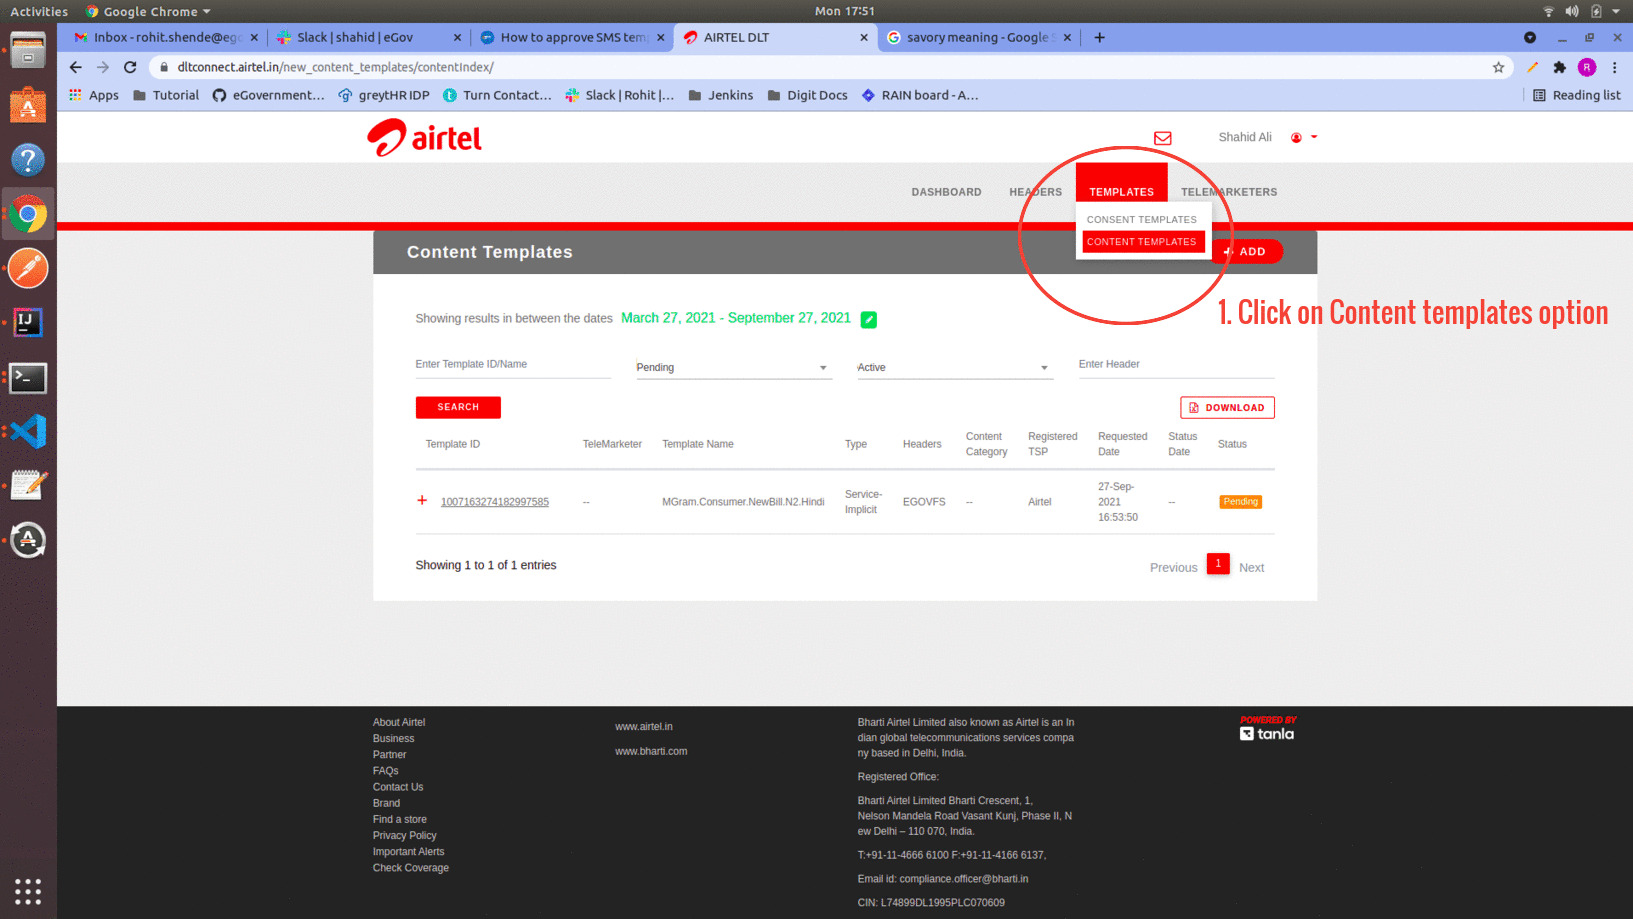 Activities Google Chrome Mon 17:51
Inbox - rohit.shende@ego Slack | shahid | eGov How to approve SMS temp AIRTEL DLT savory meaning - Google S
dltconnect.airtel.in/new_content_templates/contentIndex/ R
Apps Tutorial eGovernment... greytHR IDP Turn Contact... Slack | Rohit |... Jenkins Digit Docs RAIN board - A... Reading list
airtel Shahid Ali
DASHBOARD HEADERS TEMPLATES TELEMARKETERS
CONSENT TEMPLATES
CONTENT TEMPLATES
Content Templates + ADD
1. Click on Content templates option
Showing results in between the dates March 27, 2021 - September 27, 2021
Enter Template ID/Name Pending Active Enter Header
SEARCH DOWNLOAD
Template ID TeleMarketer Template Name Type Headers Content Category Registered TSP Requested Date Status Date Status
+ 1007163274182997585 -- MGram.Consumer.NewBill.N2.Hindi Service-Implicit EGOVFS -- Airtel 27-Sep-2021 16:53:50 -- Pending
Showing 1 to 1 of 1 entries Previous 1 Next
About Airtel
Business
Partner
FAQs
Contact Us
Brand
Find a store
Privacy Policy
Important Alerts
Check Coverage
www.airtel.in
www.bharti.com
Bharti Airtel Limited also known as Airtel is an In
dian global telecommunications services compa
ny based in Delhi, India.
Registered Office:
Bharti Airtel Limited Bharti Crescent, 1,
Nelson Mandela Road Vasant Kunj, Phase II, N
ew Delhi – 110 070, India.
T:+91-11-4666 6100 F:+91-11-4166 6137,
Email id: compliance.officer@bharti.in
CIN: L74899DL1995PLC070609
POWERED BY
tanla